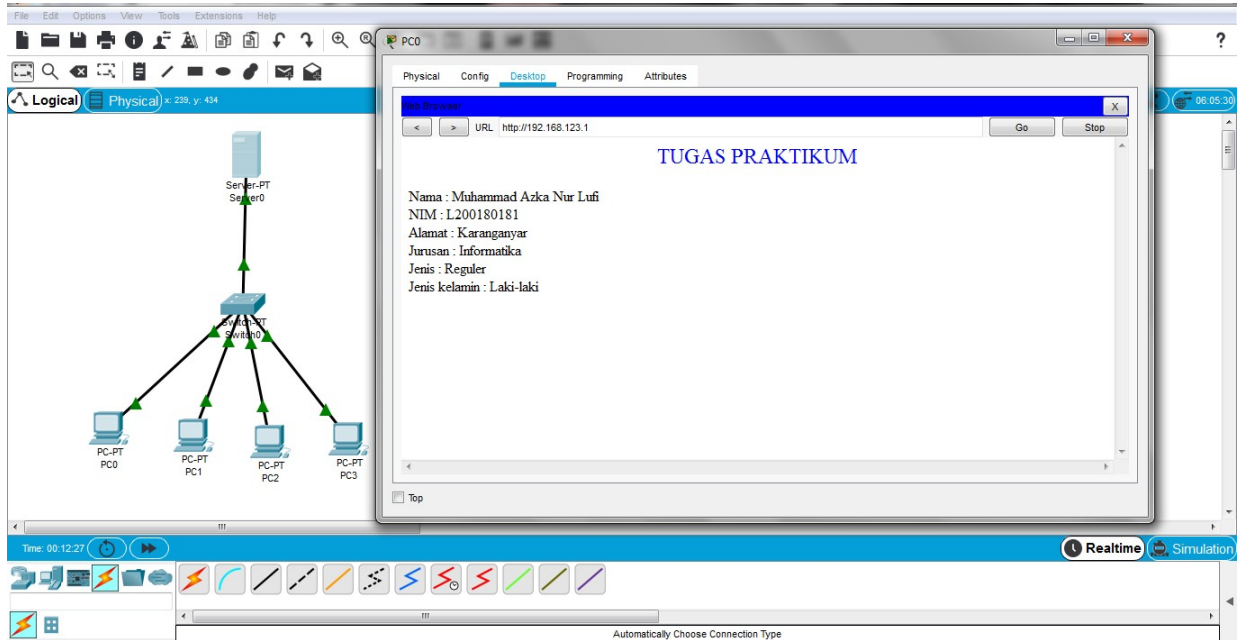 File Edit Options View Tools Extensions Help
PC0
?
Physical Config Desktop Programming Attributes
Logical Physical x: 239, y: 434
06:05:30
Web Browser
X
< > URL http://192.168.123.1 Go Stop
TUGAS PRAKTIKUM
Nama : Muhammad Azka Nur Lufi
NIM : L200180181
Alamat : Karanganyar
Jurusan : Informatika
Jenis : Reguler
Jenis kelamin : Laki-laki
Server-PT
Server0
Switch-PT
Switch0
PC-PT
PC0
PC-PT
PC1
PC-PT
PC2
PC-PT
PC3
Top
Time: 00:12:27
Realtime Simulation
Automatically Choose Connection Type